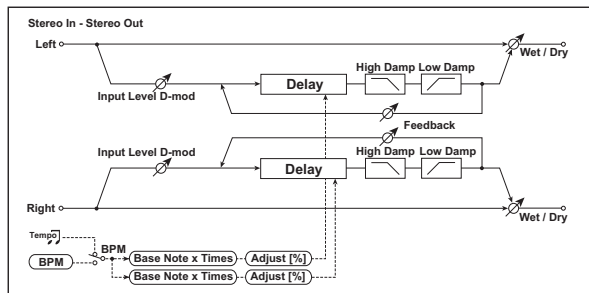 Stereo In - Stereo Out
Left
Wet / Dry
High Damp Low Damp
Delay
Input Level D-mod
Feedback
Input Level D-mod
High Damp Low Damp
Delay
Right
Wet / Dry
Tempo
BPM
BPM
Base Note x Times Adjust [%]
Base Note x Times Adjust [%]